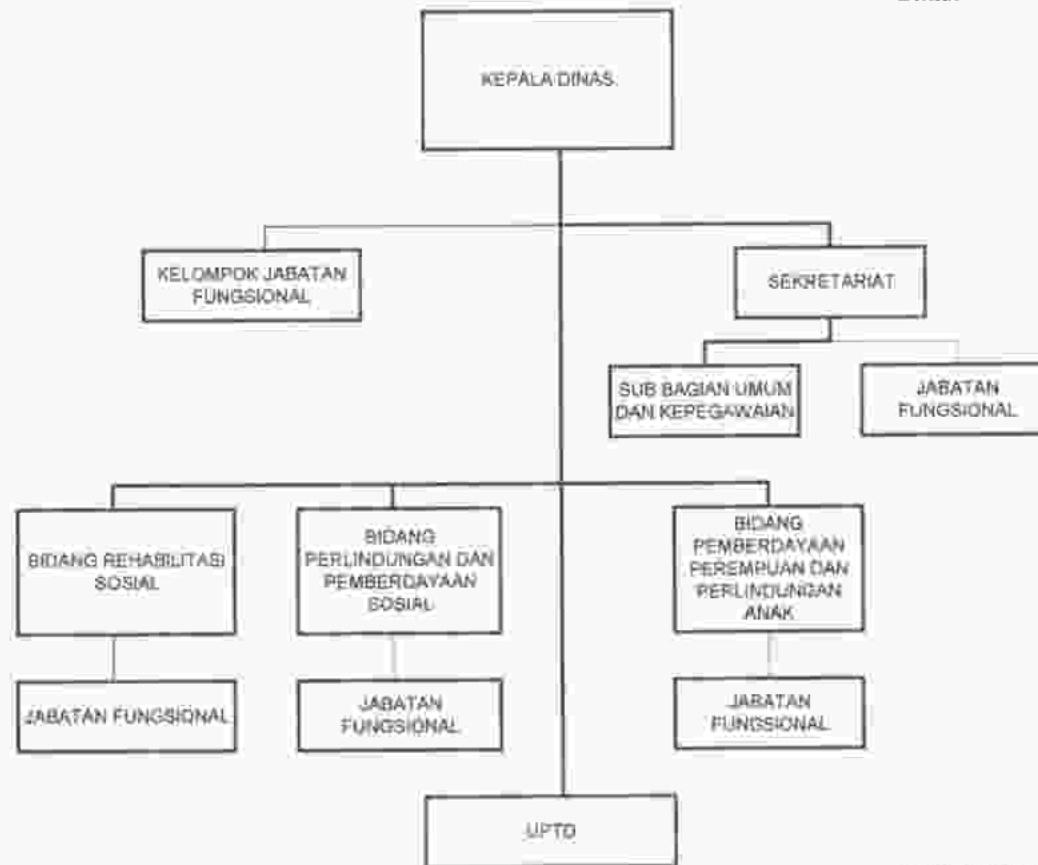 KEPALA DINAS
KELOMPOK JABATAN
FUNGSIONAL
SEKRETARIAT
SUB BAGIAN UMUM
DAN KEPEGAWAIAN
JABATAN
FUNGSIONAL
BIDANG REHABILITASI
SOSIAL
BIDANG
PERLINDUNGAN DAN
PEMBERDAYAAN
SOSIAL
BIDANG
PEMBERDAYAAN
PEREMPUAN DAN
PERLINDUNGAN
ANAK
JABATAN FUNGSIONAL
JABATAN
FUNGSIONAL
JABATAN
FUNGSIONAL
UPTD